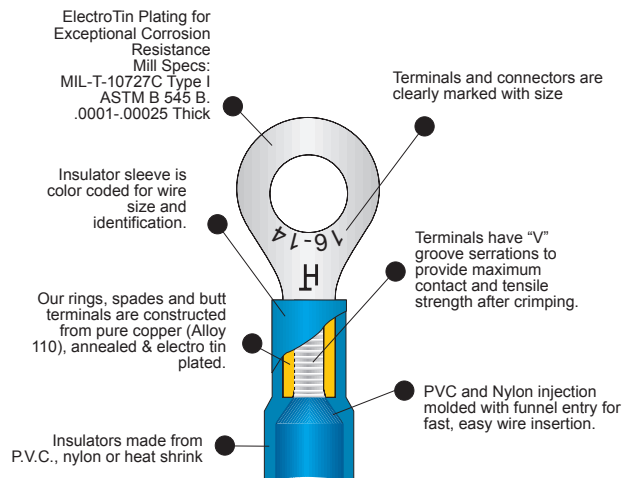 ElectroTin Plating for
Exceptional Corrosion
Resistance
Mill Specs:
MIL-T-10727C Type I
ASTM B 545 B.
.0001-.00025 Thick
Terminals and connectors are
clearly marked with size
Insulator sleeve is
color coded for wire
size and
identification.
16-14
H
Terminals have “V”
groove serrations to
provide maximum
contact and tensile
strength after crimping.
Our rings, spades and butt
terminals are constructed
from pure copper (Alloy
110), annealed & electro tin
plated.
PVC and Nylon injection
molded with funnel entry for
fast, easy wire insertion.
Insulators made from
P.V.C., nylon or heat shrink